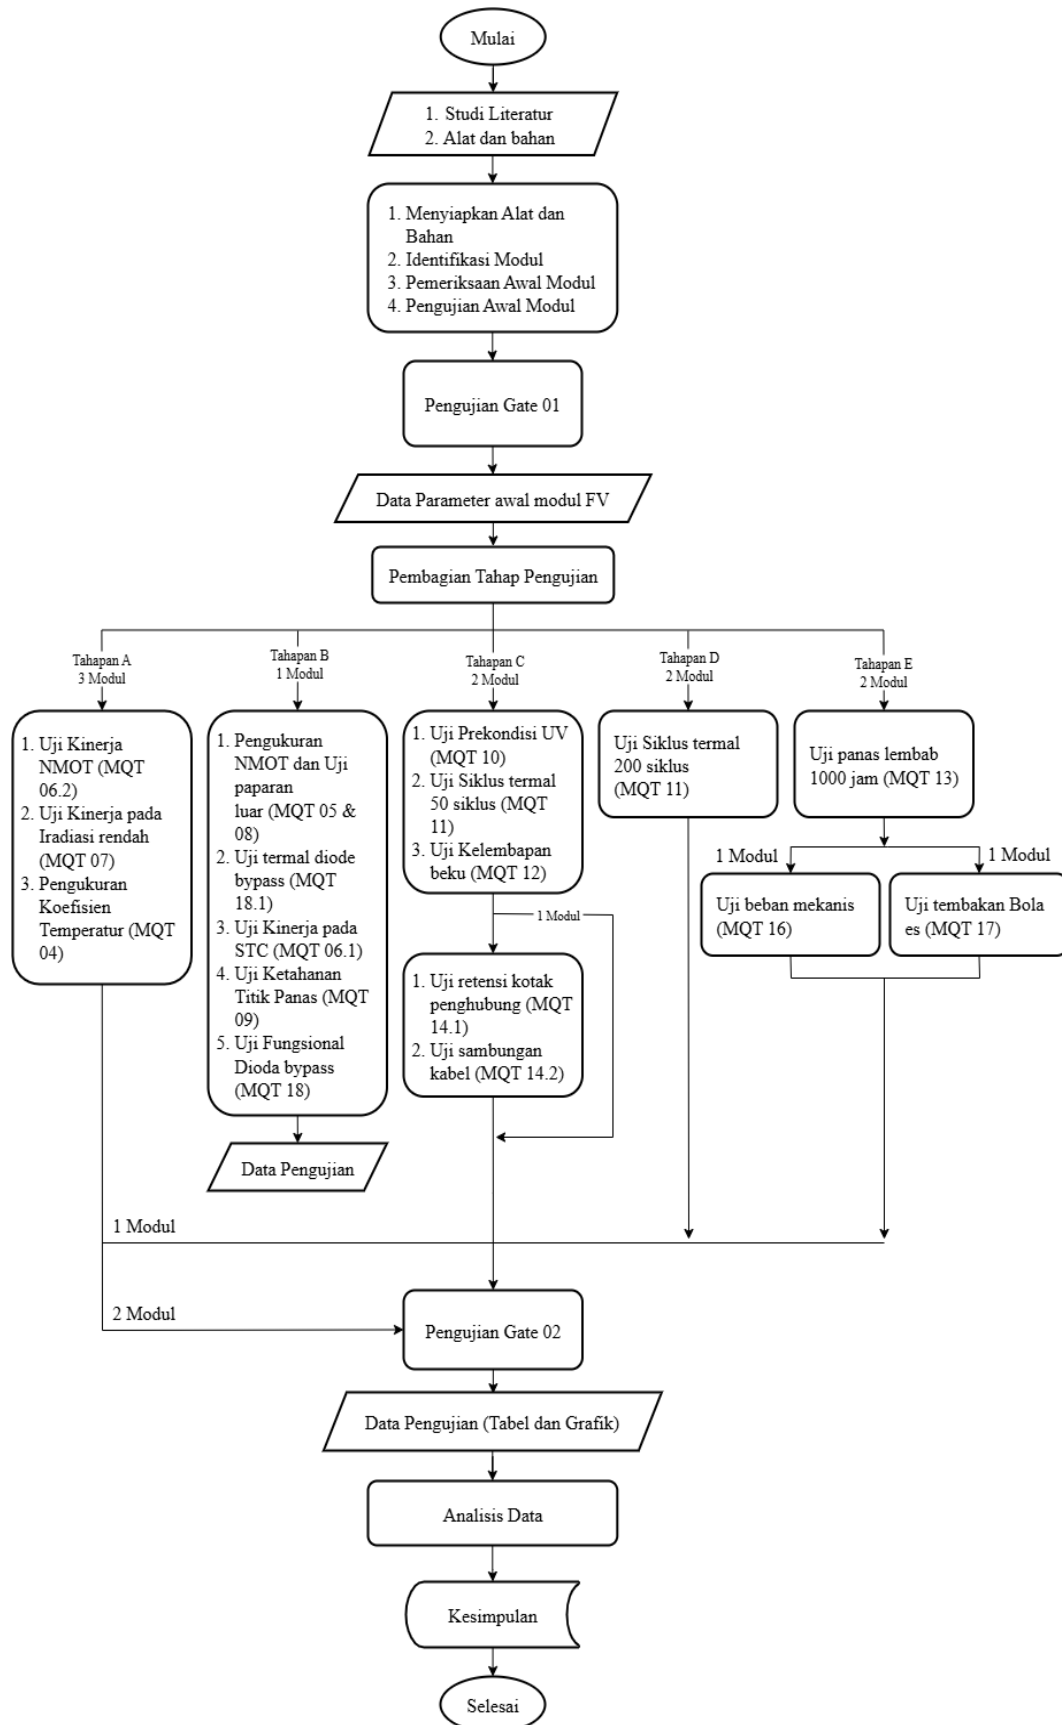 Mulai
1. Studi Literatur
2. Alat dan bahan
1. Menyiapkan Alat dan
Bahan
2. Identifikasi Modul
3. Pemeriksaan Awal Modul
4. Pengujian Awal Modul
Pengujian Gate 01
Data Parameter awal modul FV
Pembagian Tahap Pengujian
Tahapan A
3 Modul
Tahapan B
1 Modul
Tahapan C
2 Modul
Tahapan D
2 Modul
Tahapan E
2 Modul
1. Uji Kinerja
NMOT (MQT
06.2)
2. Uji Kinerja pada
Iradiasi rendah
(MQT 07)
3. Pengukuran
Koefisien
Temperatur (MQT
04)
1. Pengukuran
NMOT dan Uji
paparan
luar (MQT 05 &
08)
2. Uji termal diode
bypass (MQT
18.1)
3. Uji Kinerja pada
STC (MQT 06.1)
4. Uji Ketahanan
Titik Panas (MQT
09)
5. Uji Fungsional
Dioda bypass
(MQT 18)
Data Pengujian
1. Uji Prekondisi UV
(MQT 10)
2. Uji Siklus termal
50 siklus (MQT
11)
3. Uji Kelembapan
beku (MQT 12)
1 Modul
1. Uji retensi kotak
penghubung (MQT
14.1)
2. Uji sambungan
kabel (MQT 14.2)
Uji Siklus termal
200 siklus
(MQT 11)
Uji panas lembab
1000 jam (MQT 13)
1 Modul
1 Modul
Uji beban mekanis
(MQT 16)
Uji tembakan Bola
es (MQT 17)
1 Modul
2 Modul
Pengujian Gate 02
Data Pengujian (Tabel dan Grafik)
Analisis Data
Kesimpulan
Selesai